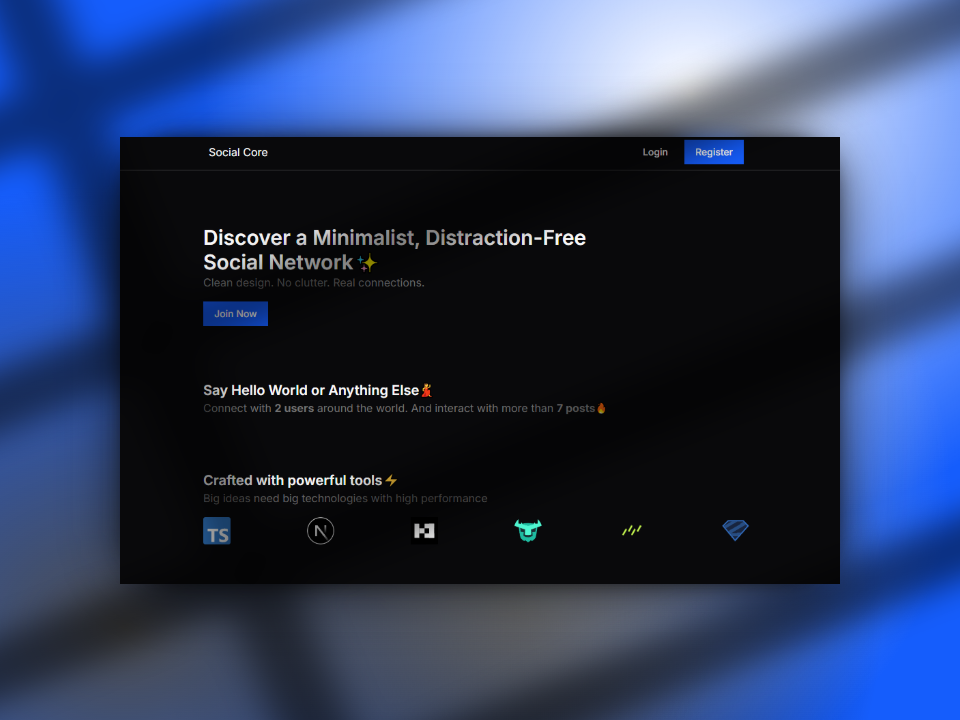 Social Core
Login
Register
Discover a Minimalist, Distraction-Free
Social Network ✨
Clean design. No clutter. Real connections.
Join Now
Say Hello World or Anything Else💃
Connect with 2 users around the world. And interact with more than 7 posts🔥
Crafted with powerful tools⚡
Big ideas need big technologies with high performance
TS
N